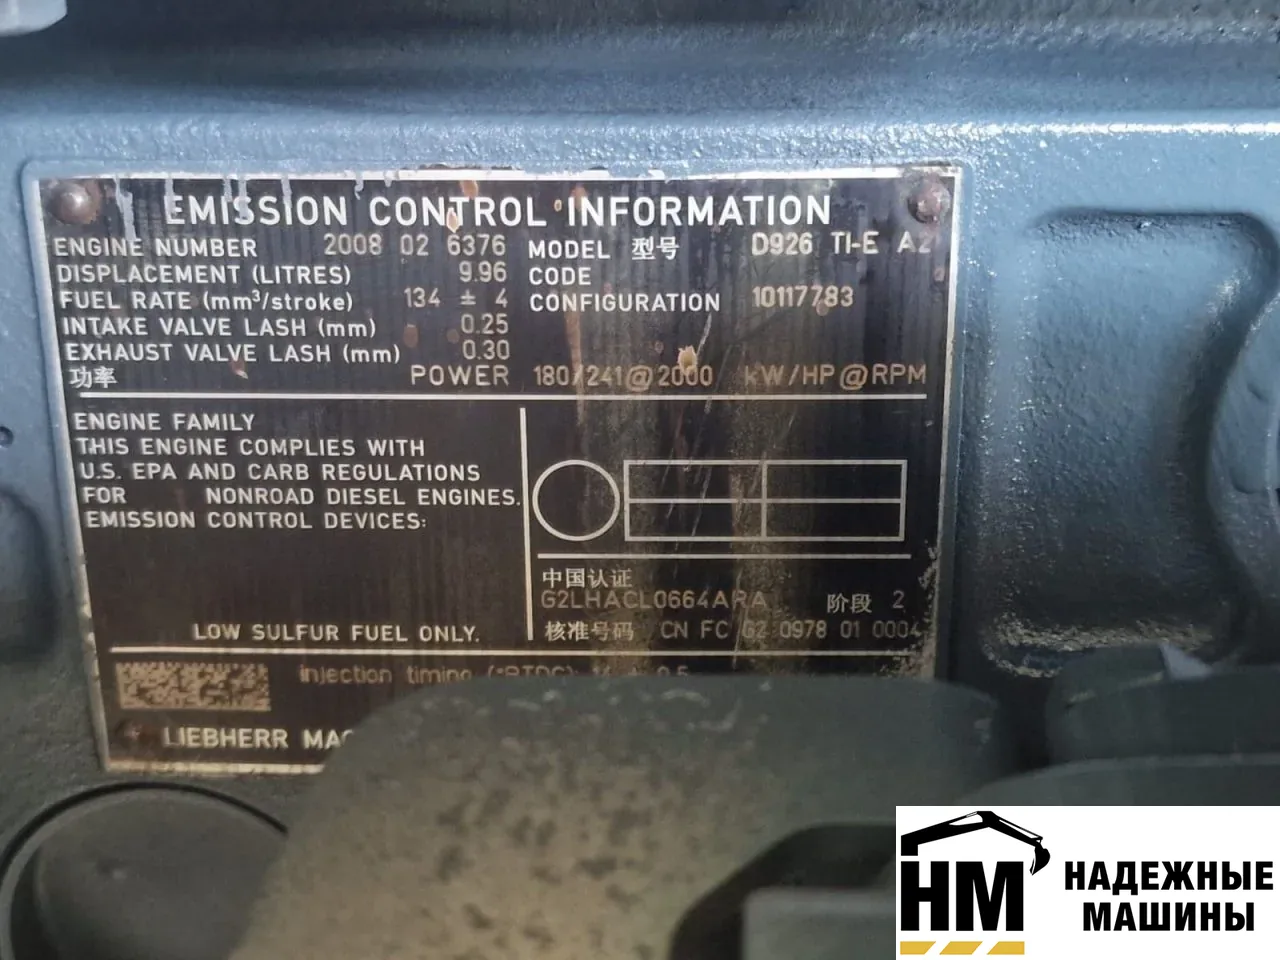 EMISSION CONTROL INFORMATION
ENGINE NUMBER 2008 02 6376
DISPLACEMENT (LITRES) 9.96
FUEL RATE (mm³/stroke) 134 ± 4
INTAKE VALVE LASH (mm) 0.25
EXHAUST VALVE LASH (mm) 0.30
MODEL 型号 D926 TI-E A2
CODE
CONFIGURATION 10117783
功率 POWER 180/241@2000 kW/HP@RPM
ENGINE FAMILY
THIS ENGINE COMPLIES WITH
U.S. EPA AND CARB REGULATIONS
FOR NONROAD DIESEL ENGINES.
EMISSION CONTROL DEVICES:
LOW SULFUR FUEL ONLY.
中国认证
G2LHACL0664ARA 阶段 2
核准号码 CN FC G2 0978 01 0004
injection timing
LIEBHERR
НМ
НАДЕЖНЫЕ
МАШИНЫ